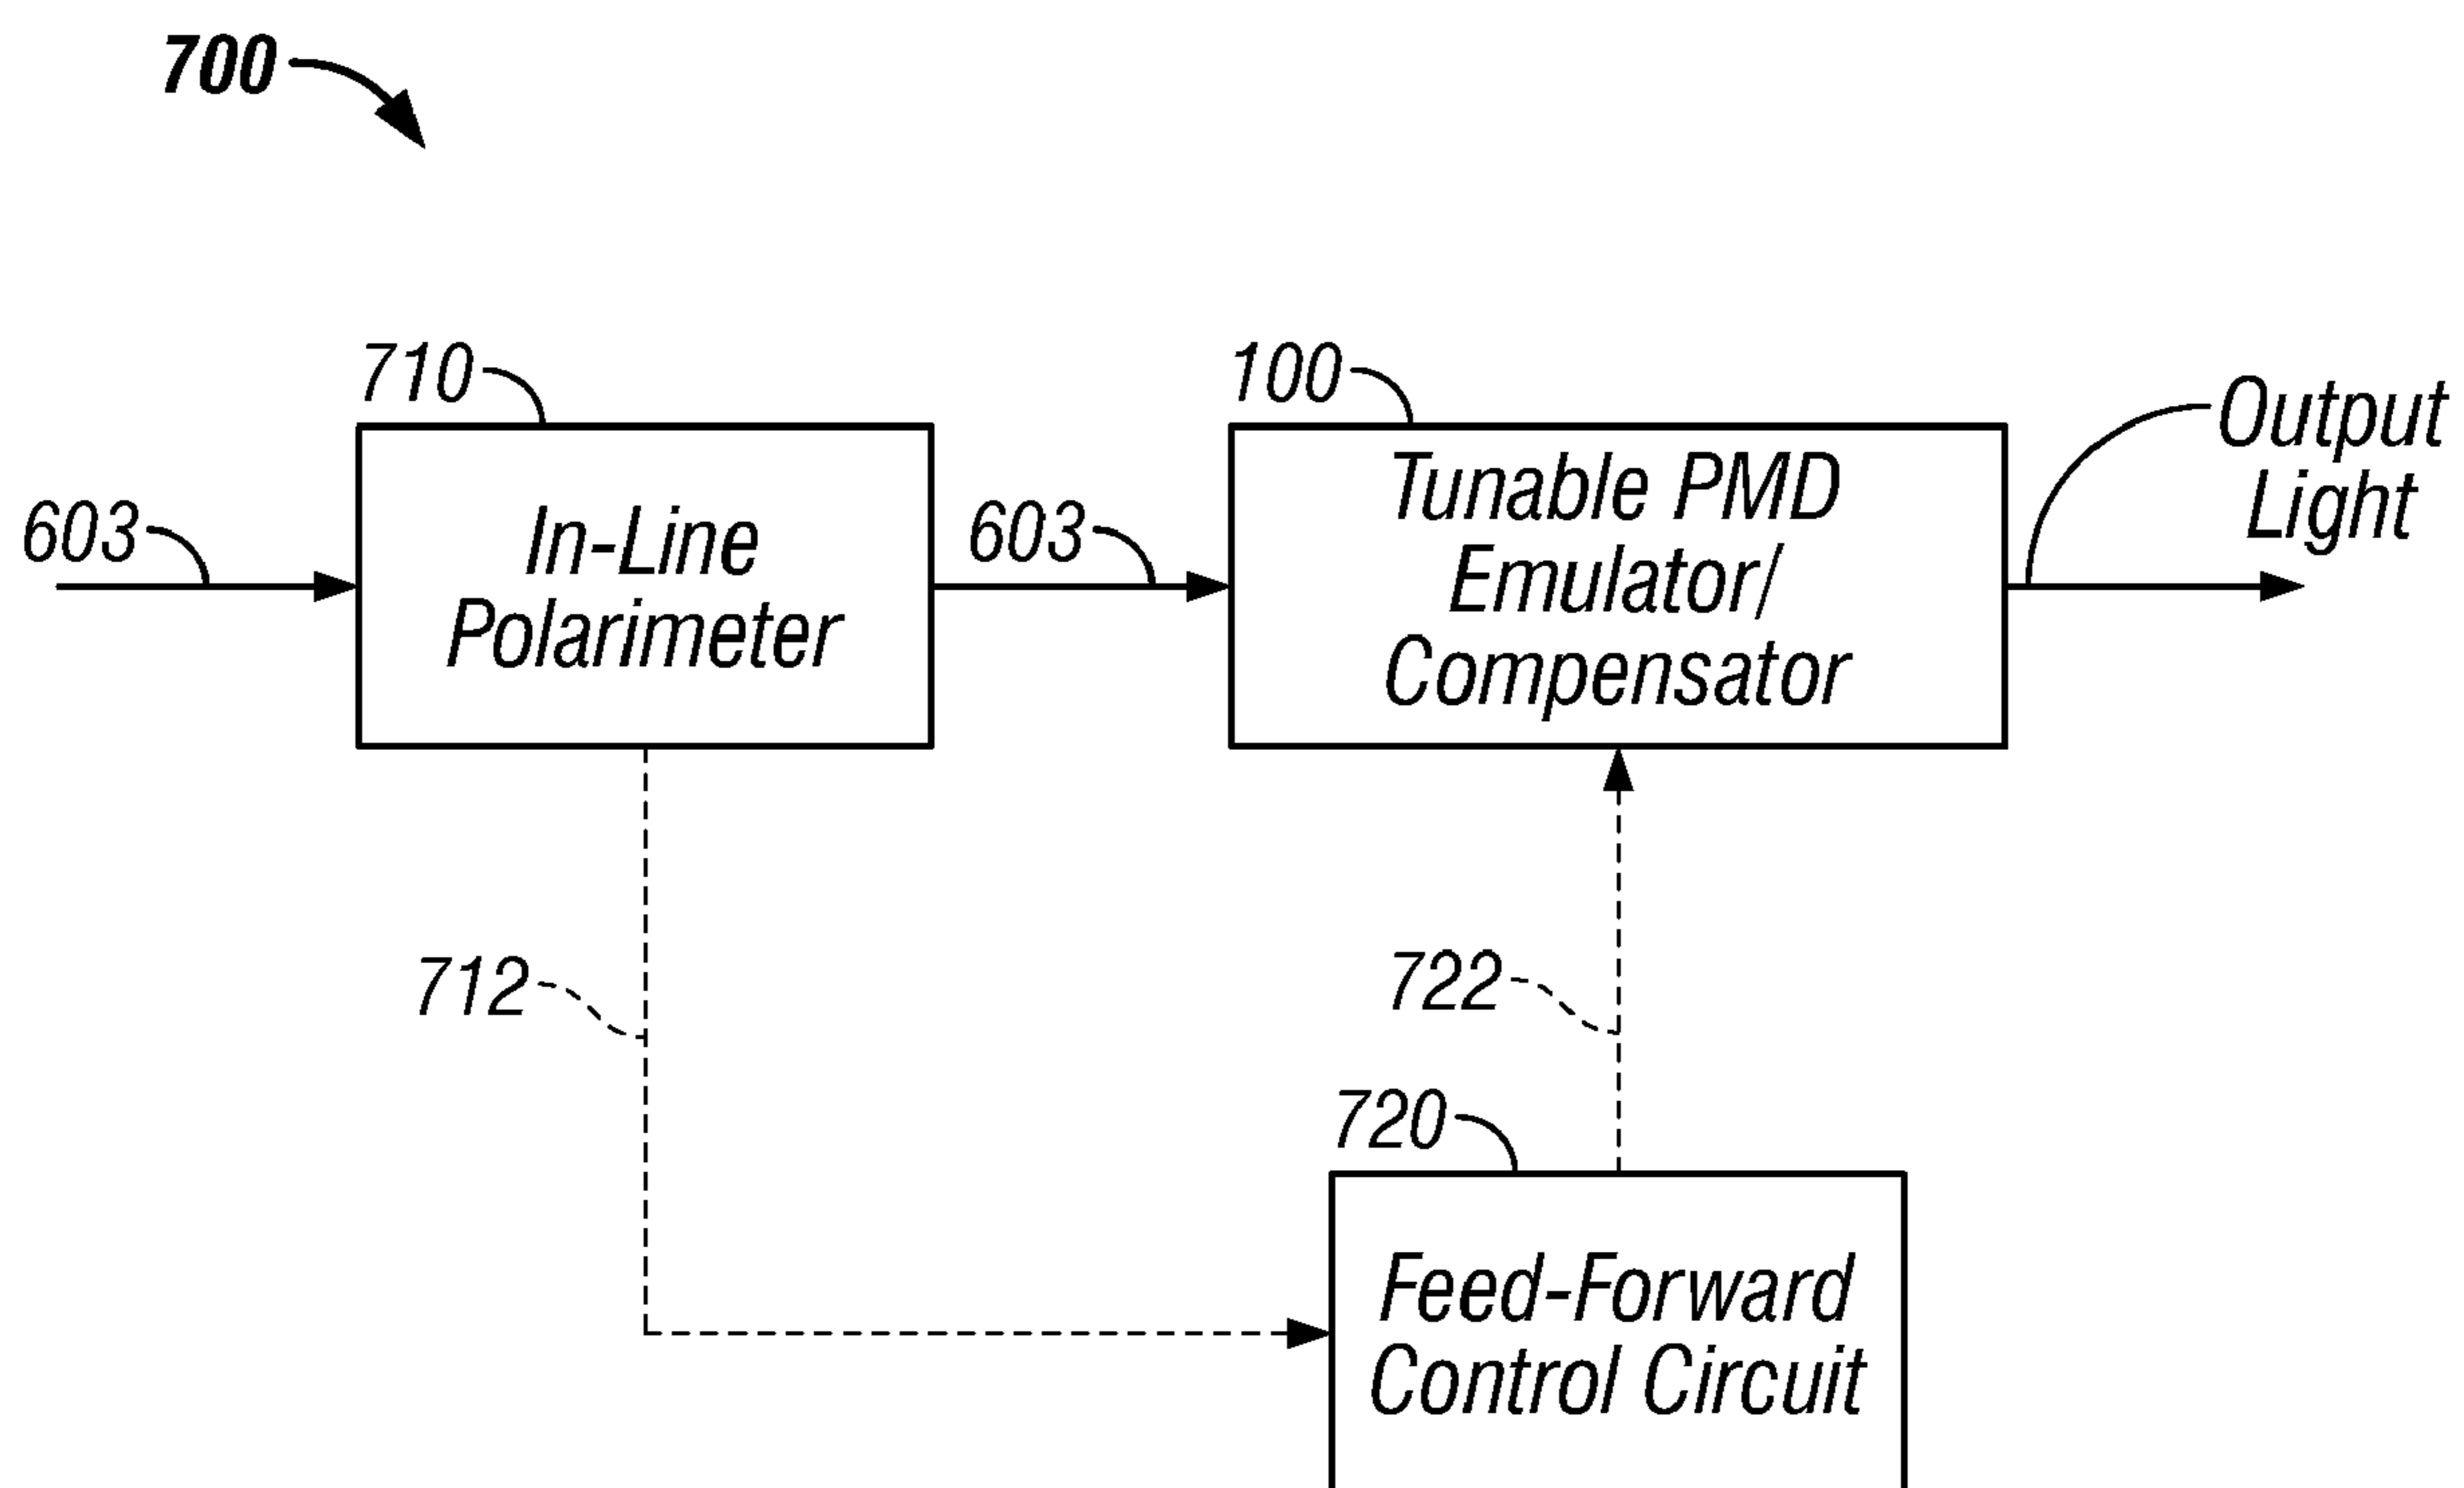 700
710
100
603
In-Line
Polarimeter
603
Tunable PMD
Emulator/
Compensator
Output
Light
712
722
720
Feed-Forward
Control Circuit